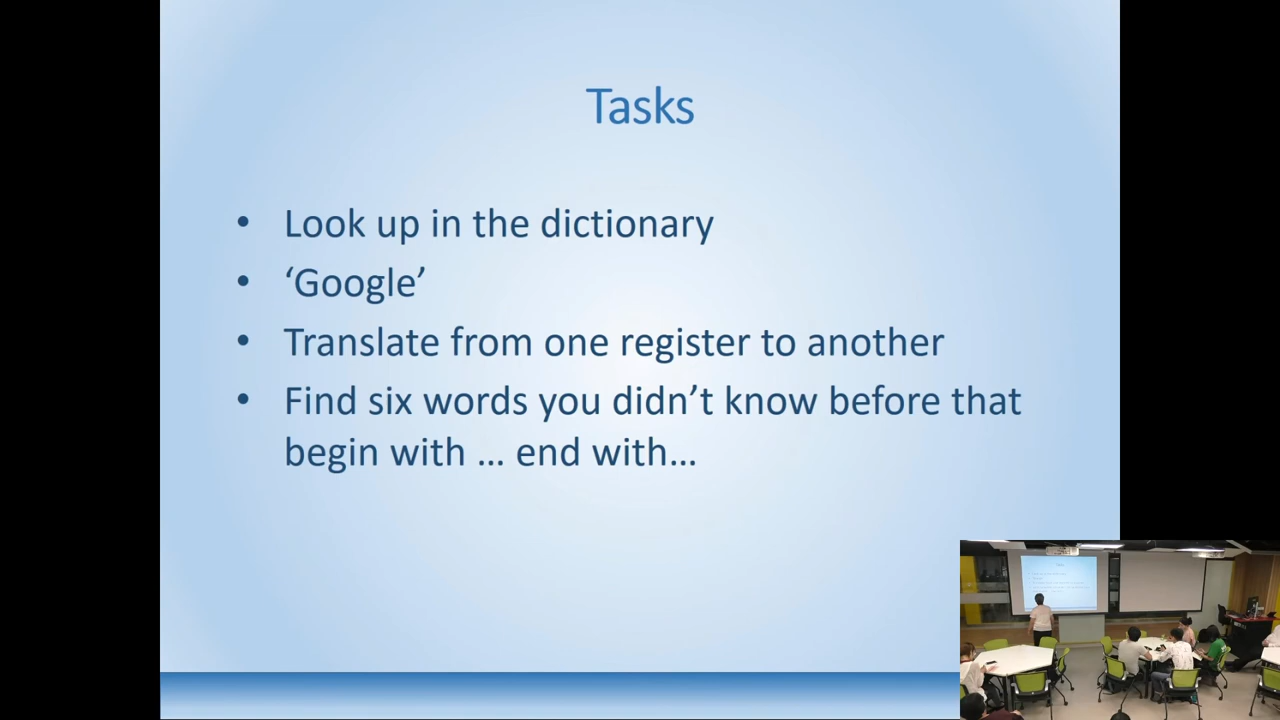 Tasks
• Look up in the dictionary
• ‘Google’
• Translate from one register to another
• Find six words you didn’t know before that
begin with … end with…